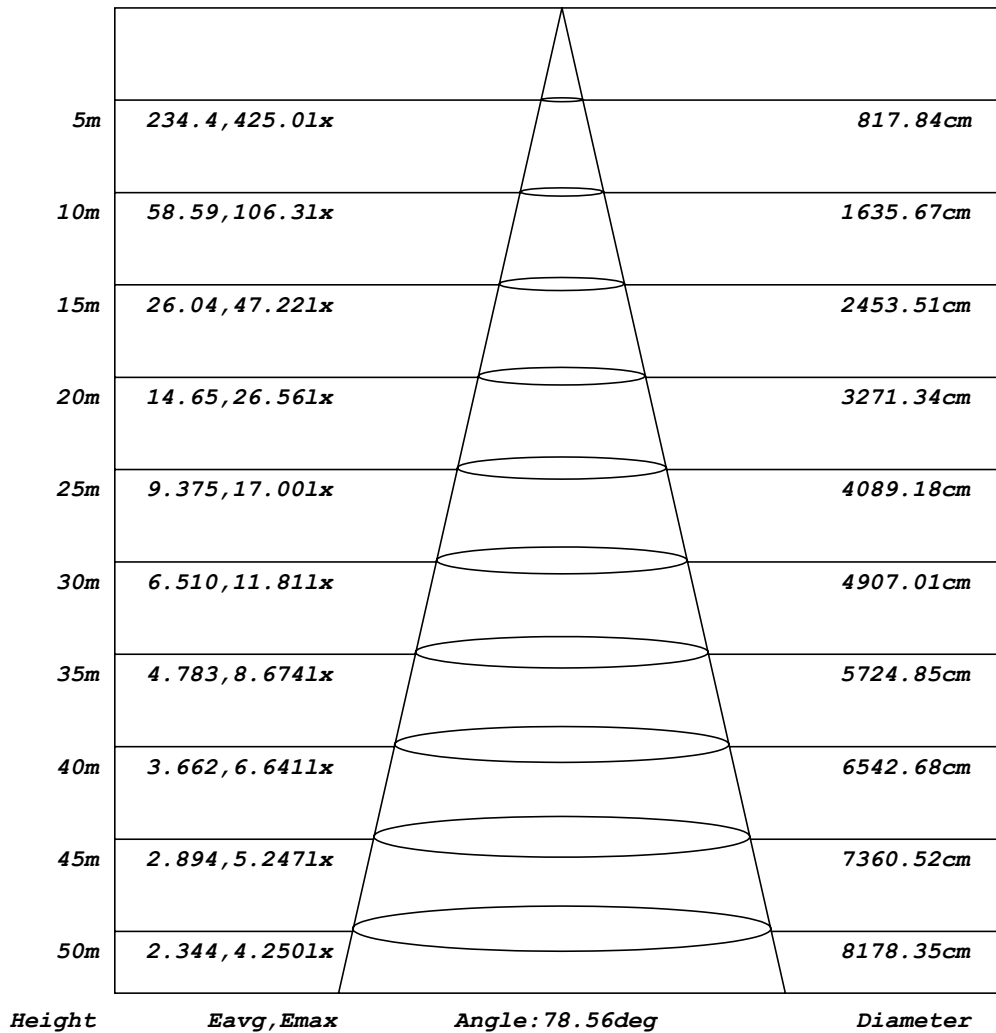 5m 234.4,425.0lx 817.84cm
10m 58.59,106.3lx 1635.67cm
15m 26.04,47.22lx 2453.51cm
20m 14.65,26.56lx 3271.34cm
25m 9.375,17.00lx 4089.18cm
30m 6.510,11.81lx 4907.01cm
35m 4.783,8.674lx 5724.85cm
40m 3.662,6.641lx 6542.68cm
45m 2.894,5.247lx 7360.52cm
50m 2.344,4.250lx 8178.35cm
Height Eavg,Emax Angle:78.56deg Diameter